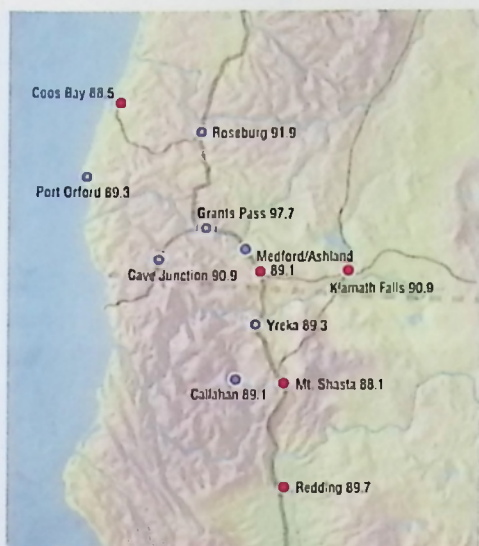 Coos Bay 88.5
Roseburg 91.9
Port Orford 89.3
Grants Pass 97.7
Medford/Ashland
89.1
Cave Junction 90.9
Klamath Falls 90.9
Yreka 89.3
Callahan 89.1
Mt. Shasta 88.1
Redding 89.7